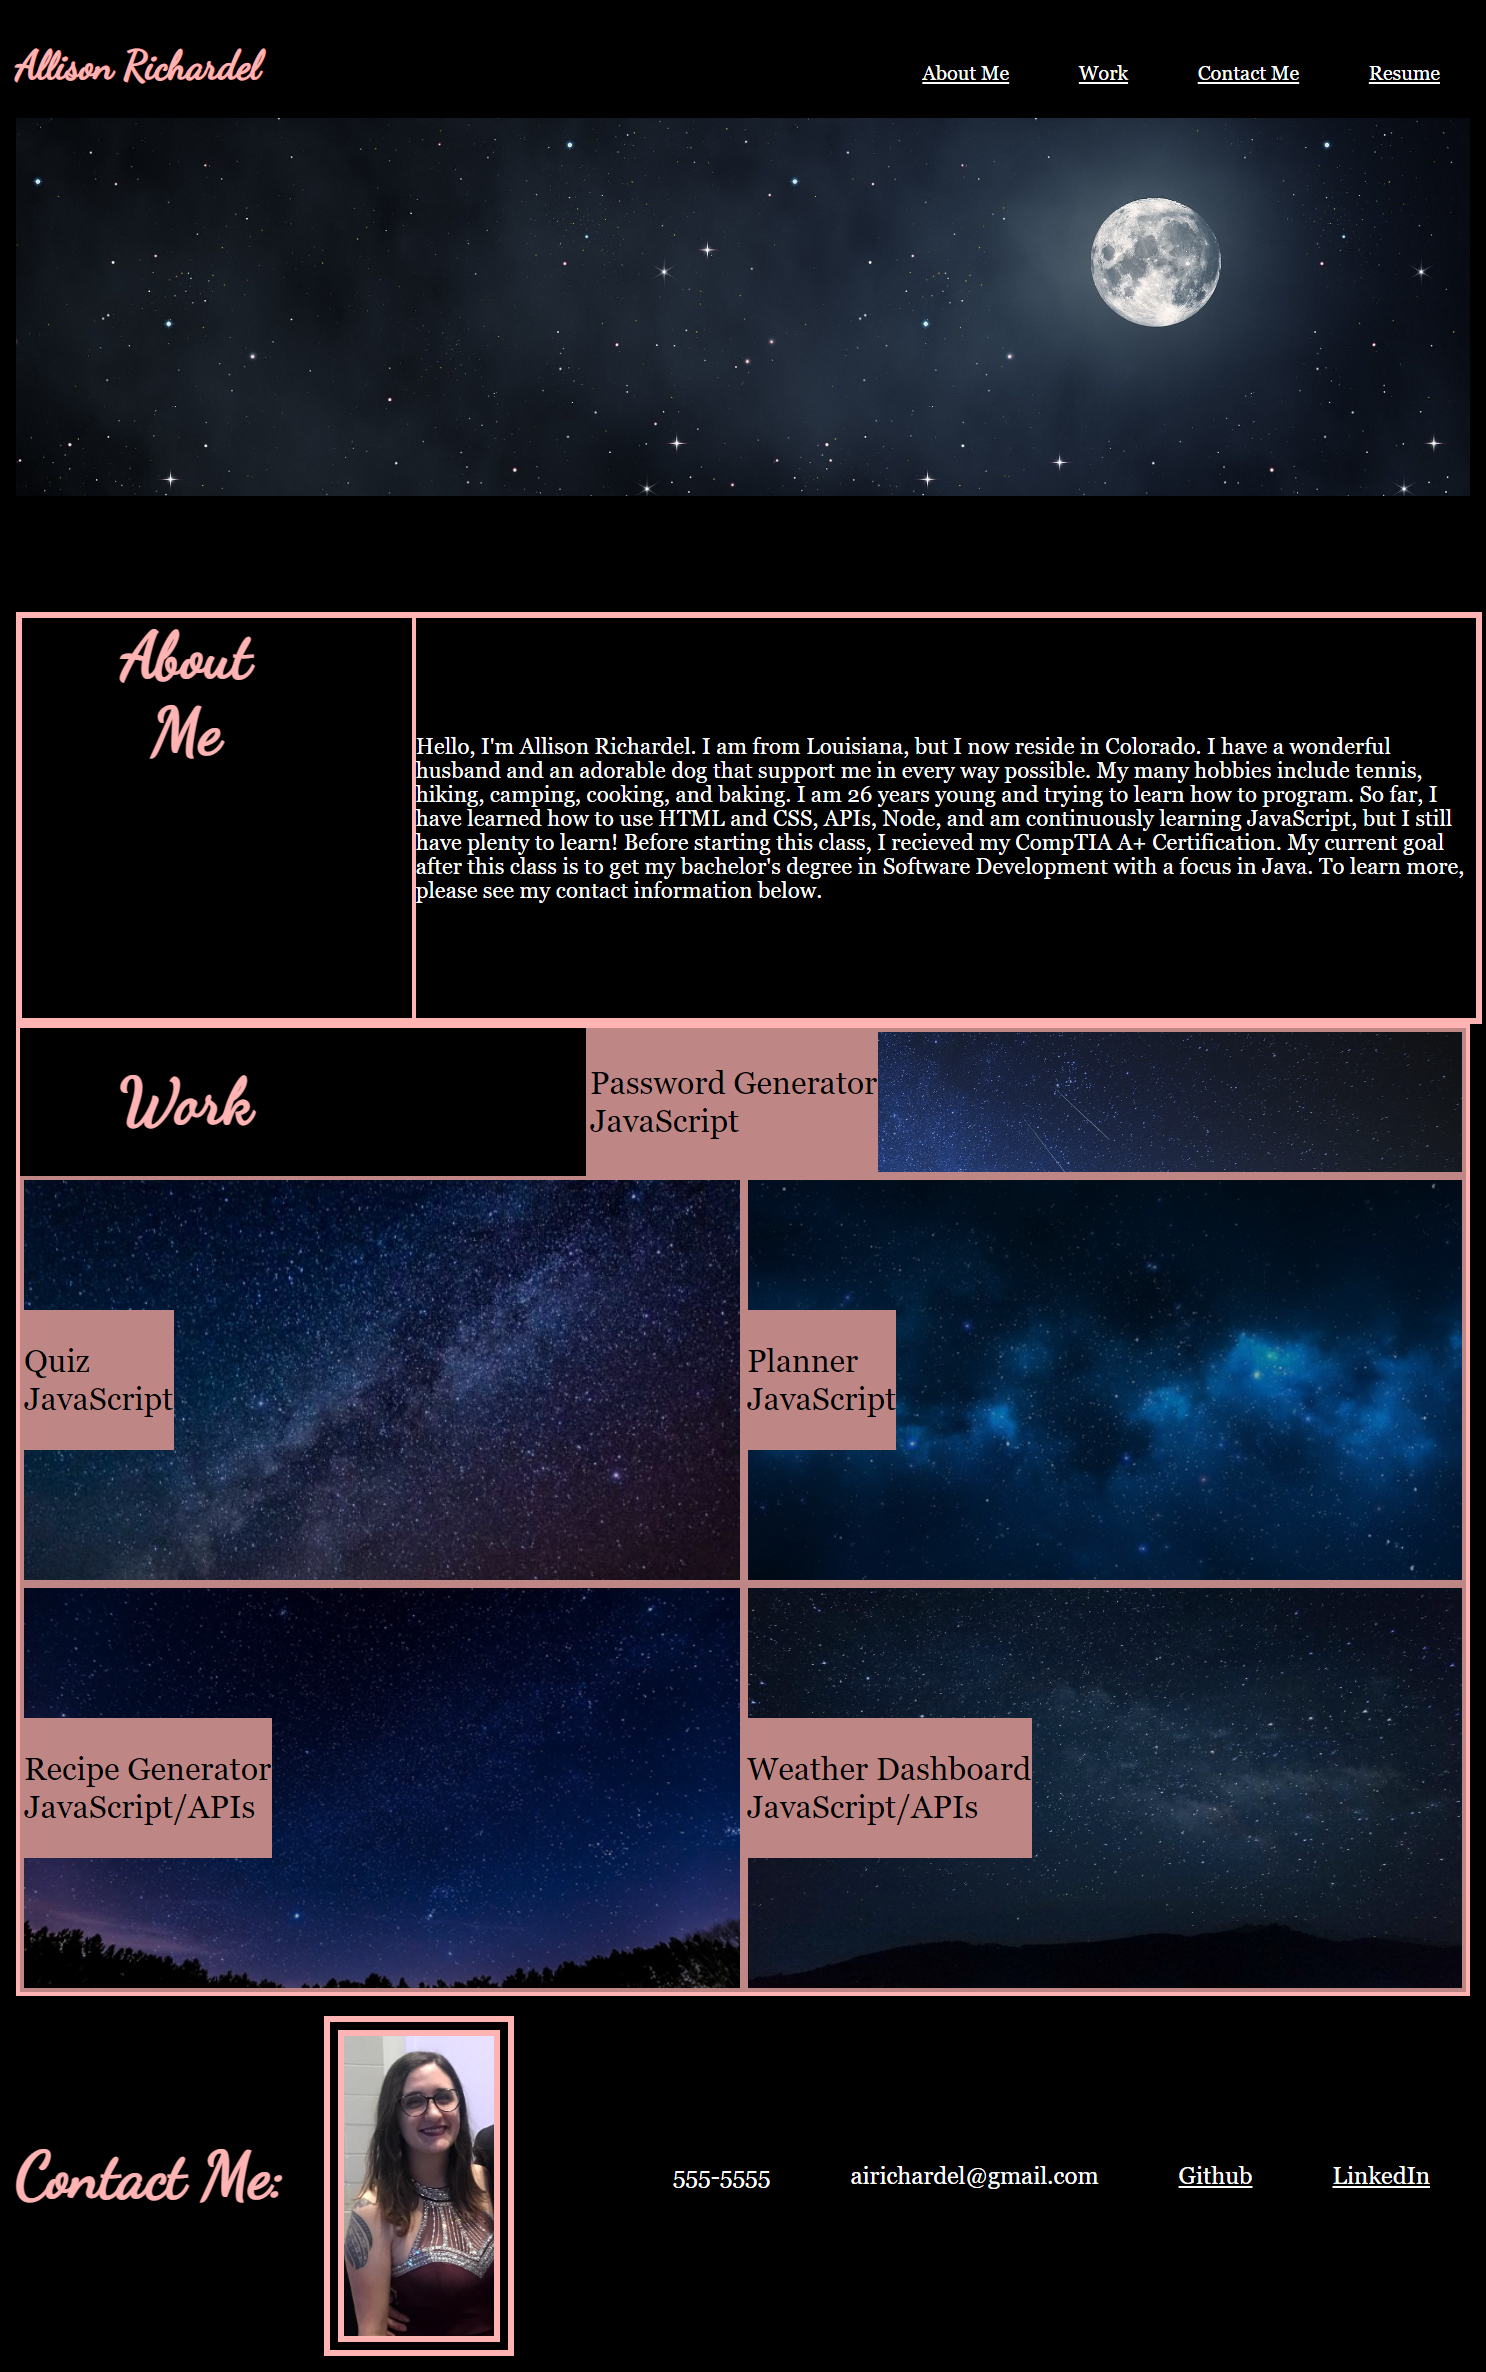 Allison Richardel
About Me
Work
Contact Me
Resume
About
Me
Hello, I'm Allison Richardel. I am from Louisiana, but I now reside in Colorado. I have a wonderful
husband and an adorable dog that support me in every way possible. My many hobbies include tennis,
hiking, camping, cooking, and baking. I am 26 years young and trying to learn how to program. So far, I
have learned how to use HTML and CSS, APIs, Node, and am continuously learning JavaScript, but I still
have plenty to learn! Before starting this class, I recieved my CompTIA A+ Certification. My current goal
after this class is to get my bachelor's degree in Software Development with a focus in Java. To learn more,
please see my contact information below.
Work
Password Generator
JavaScript
Quiz
JavaScript
Planner
JavaScript
Recipe Generator
JavaScript/APIs
Weather Dashboard
JavaScript/APIs
Contact Me:
555-5555
airichardel@gmail.com
Github
LinkedIn